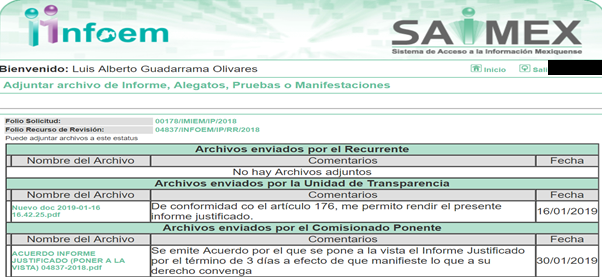 infoem
SAIMEX
Sistema de Acceso a la Información Mexiquense
Bienvenido: Luis Alberto Guadarrama Olivares
Inicio
Adjuntar archivo de Informe, Alegatos, Pruebas o Manifestaciones
Folio Solicitud: 00178/IMIEM/IP/2018
Folio Recurso de Revisión: 04837/INFOEM/IP/RR/2018
Puede adjuntar archivos a este estatus
Archivos enviados por el Recurrente
Nombre del Archivo Comentarios Fecha
No hay Archivos adjuntos
Archivos enviados por la Unidad de Transparencia
Nombre del Archivo Comentarios Fecha
Nuevo doc 2019-01-16
16.42.25.pdf
De conformidad co el artículo 176, me permito rendir el presente
informe justificado.
16/01/2019
Archivos enviados por el Comisionado Ponente
Nombre del Archivo Comentarios Fecha
ACUERDO INFORME
JUSTIFICADO (PONER A LA
VISTA) 04837-2018.pdf
Se emite Acuerdo por el que se pone a la vista el Informe Justificado
por el término de 3 días a efecto de que manifieste lo que a su
derecho convenga
30/01/2019